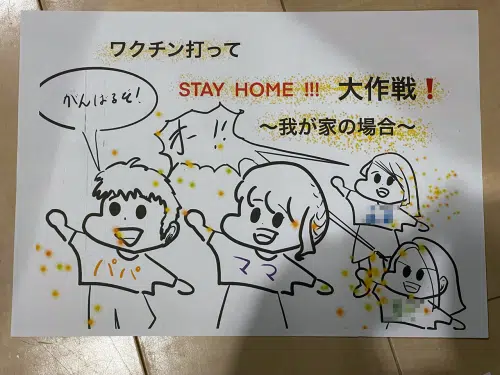 ワクチン打って
STAY HOME !!! 大作戦！
～我が家の場合～
がんばるぞ!
オー!!
パパ
ママ